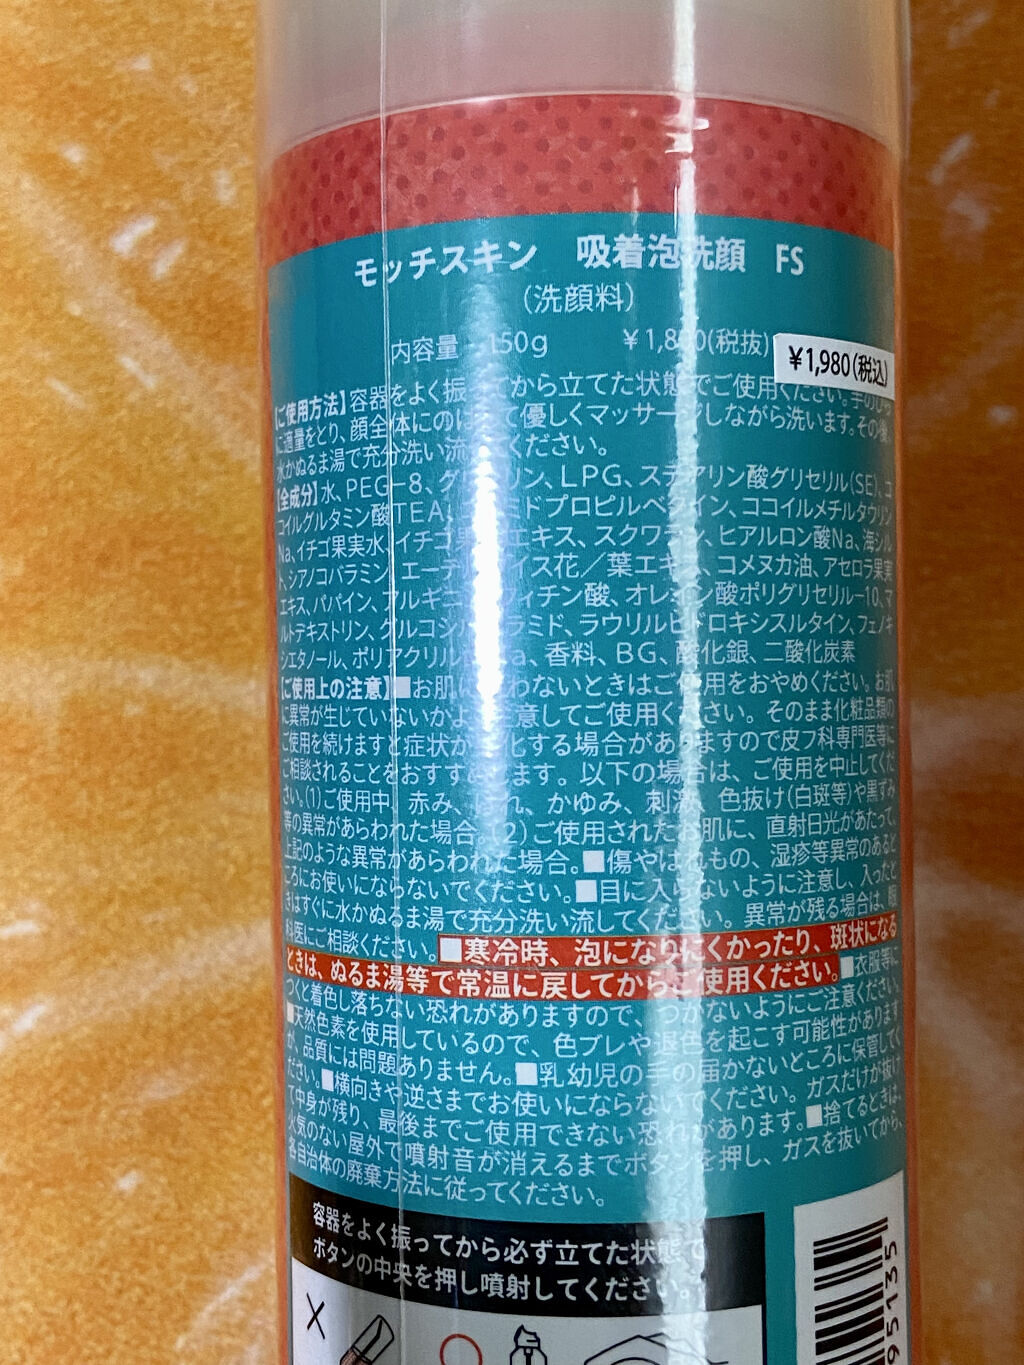 モッチスキン 吸着泡洗顔 FS
(洗顔料)
内容量 150g ¥1,8 0(税抜) ¥1,980(税込)
【ご使用方法】容器をよく振ってから立てた状態でご使用ください。手のひら
に適量をとり、顔全体にのばして優しくマッサージしながら洗います。その後、
水かぬるま湯で充分洗い流してください。
【全成分】水、PEG-8、グリセリン、LPG、ステアリン酸グリセリル(SE)、コ
コイルグルタミン酸TEA、 ミドプロピルベタイン、ココイルメチルタウリン
Na、イチゴ果実水、イチゴ果 エキス、スクワラン、ヒアルロン酸Na、海シル
ト、シアノコバラミン、エーデルワイス花/葉エキス、コメヌカ油、アセロラ果実
エキス、パパイン、アルギニン、フィチン酸、オレイン酸ポリグリセリル-10、マ
ルトデキストリン、グルコシルセラミド、ラウリルヒドロキシスルタイン、フェノキ
シエタノール、ポリアクリル酸Na、香料、BG、酸化銀、二酸化炭素
【ご使用上の注意】■お肌に合わないときはご使用をおやめください。お肌
に異常が生じていないかよく注意してご使用ください。そのまま化粧品類の
ご使用を続けますと症状が悪化する場合がありますので皮フ科専門医等に
ご相談されることをおすすめします。以下の場合は、ご使用を中止してくだ
さい。(1)ご使用中、赤み、はれ、かゆみ、刺激、色抜け(白斑等)や黒ずみ
等の異常があらわれた場合。(2)ご使用されたお肌に、直射日光があたって、
上記のような異常があらわれた場合。■傷やはれもの、湿疹等異常のあると
ころにお使いにならないでください。■目に入らないように注意し、入ったと
きはすぐに水かぬるま湯で充分洗い流してください。異常が残る場合は、眼
科医にご相談ください。■寒冷時、泡になりにくかったり、斑状になる
ときは、ぬるま湯等で常温に戻してからご使用ください。■衣服等に
つくと着色し落ちない恐れがありますので、つかないようにご注意ください。
■天然色素を使用しているので、色ブレや退色を起こす可能性があります
が、品質には問題ありません。■乳幼児の手の届かないところに保管してく
ださい。■横向きや逆さまでお使いにならないでください。ガスだけが抜け
て中身が残り、最後までご使用できない恐れがあります。■捨てるときは、
火気のない屋外で噴射音が消えるまでボタンを押し、ガスを抜いてから、
各自治体の廃棄方法に従ってください。
容器をよく振ってから必ず立てた状態で
ボタンの中央を押し噴射してください。
95135